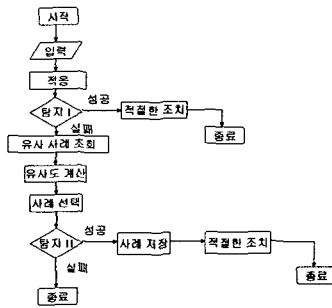 시작
입력
적용
탐지 I
성공
적절한 조치
종료
실패
유사 사례 조회
유사도 계산
사례 선택
탐지 II
성공
사례 저장
적절한 조치
종료
실패
종료